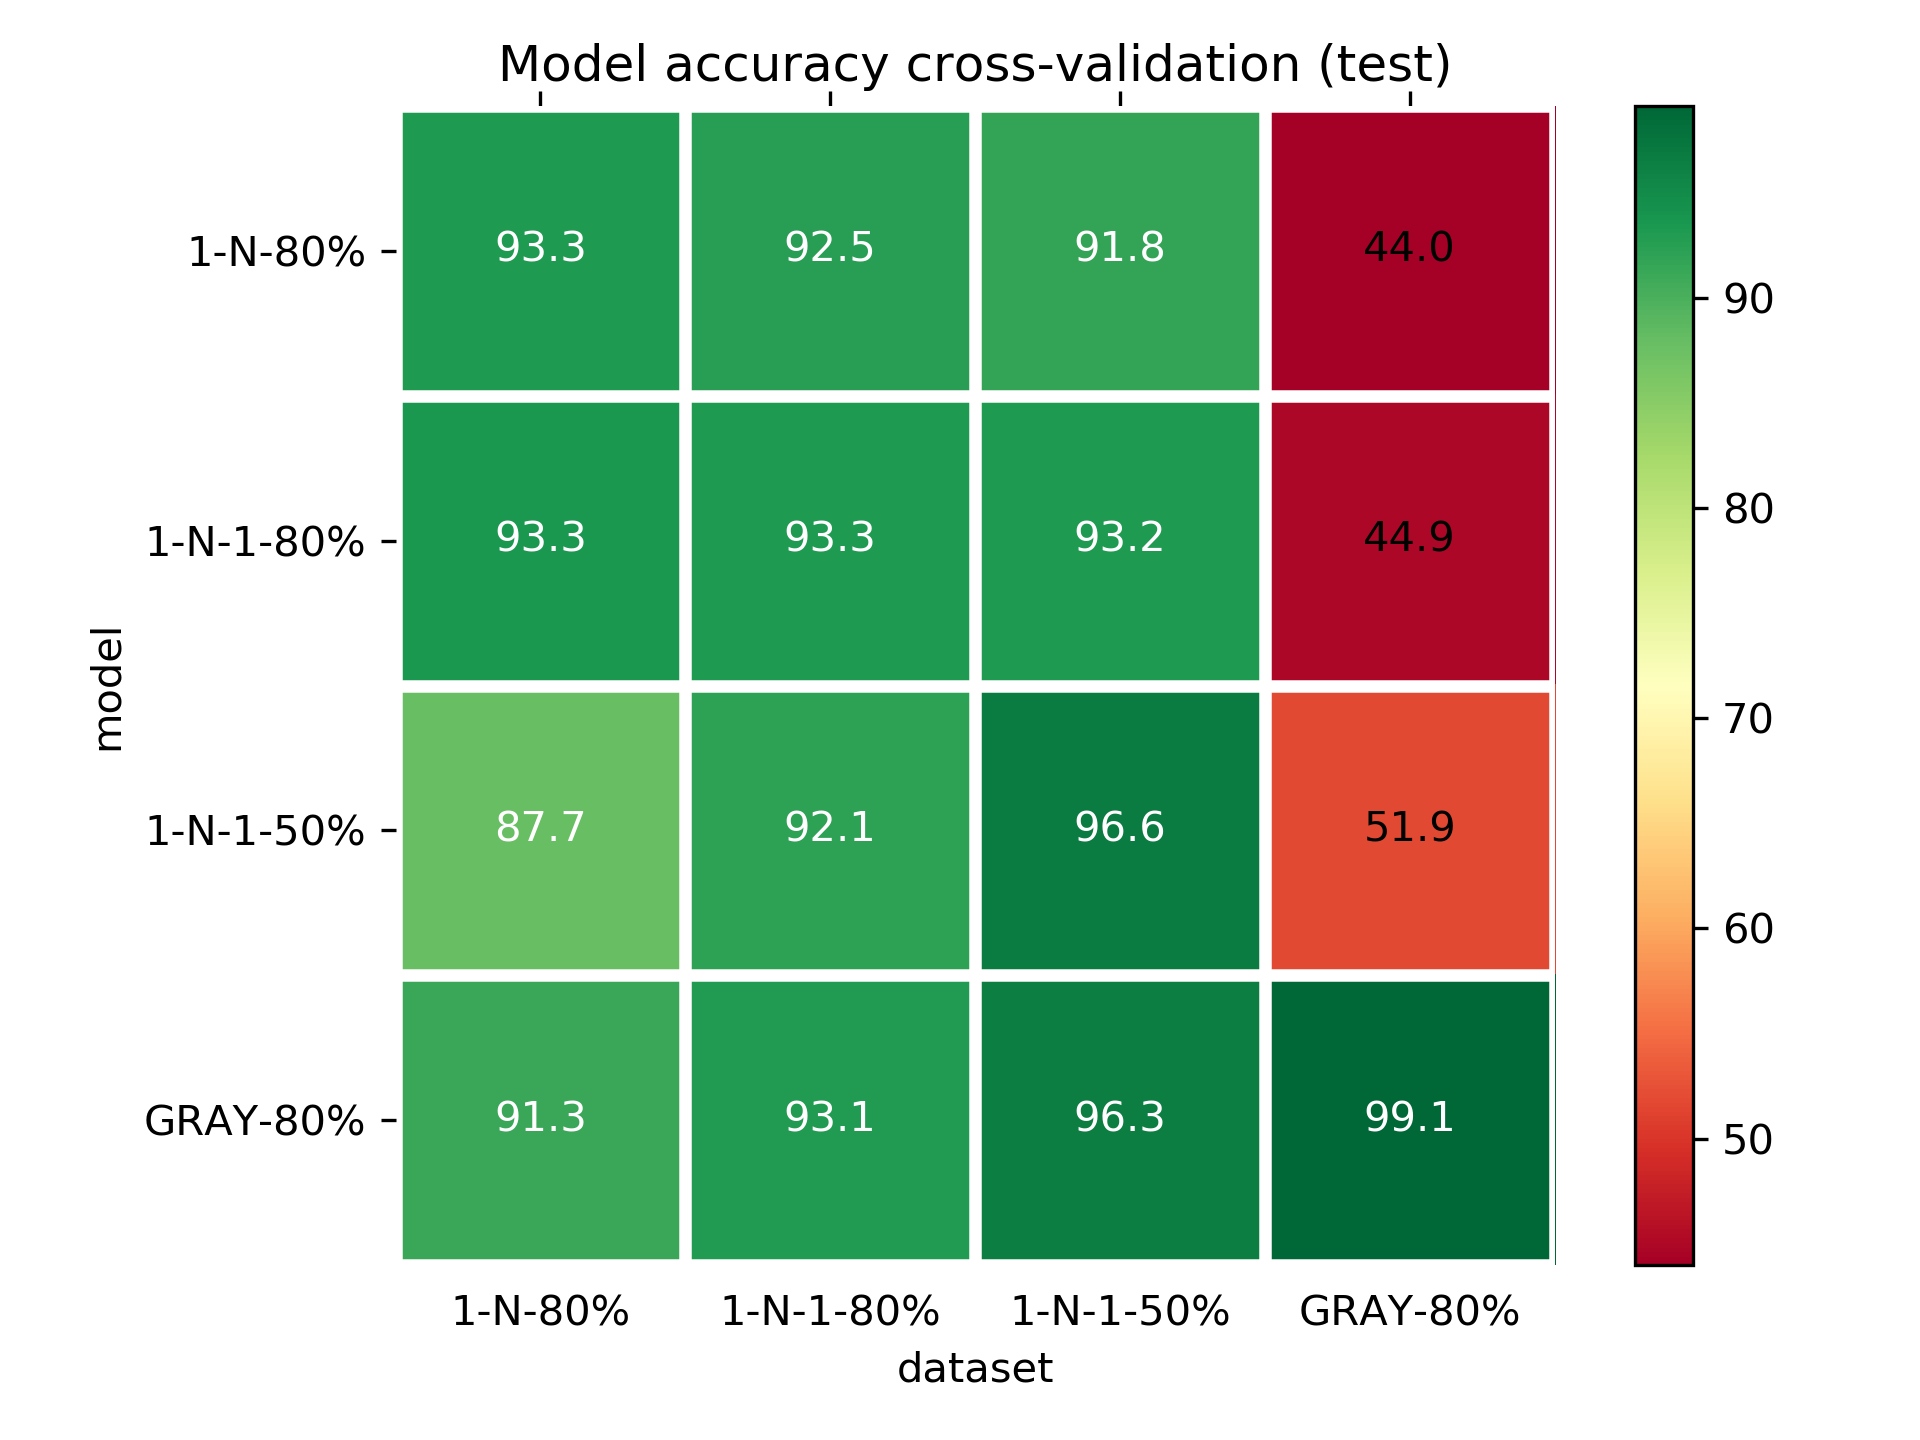 Model accuracy cross-validation (test)
1-N-80% 93.3 92.5 91.8 44.0
1-N-1-80% 93.3 93.3 93.2 44.9
1-N-1-50% 87.7 92.1 96.6 51.9
GRAY-80% 91.3 93.1 96.3 99.1
1-N-80% 1-N-1-80% 1-N-1-50% GRAY-80%
dataset
model
90
80
70
60
50